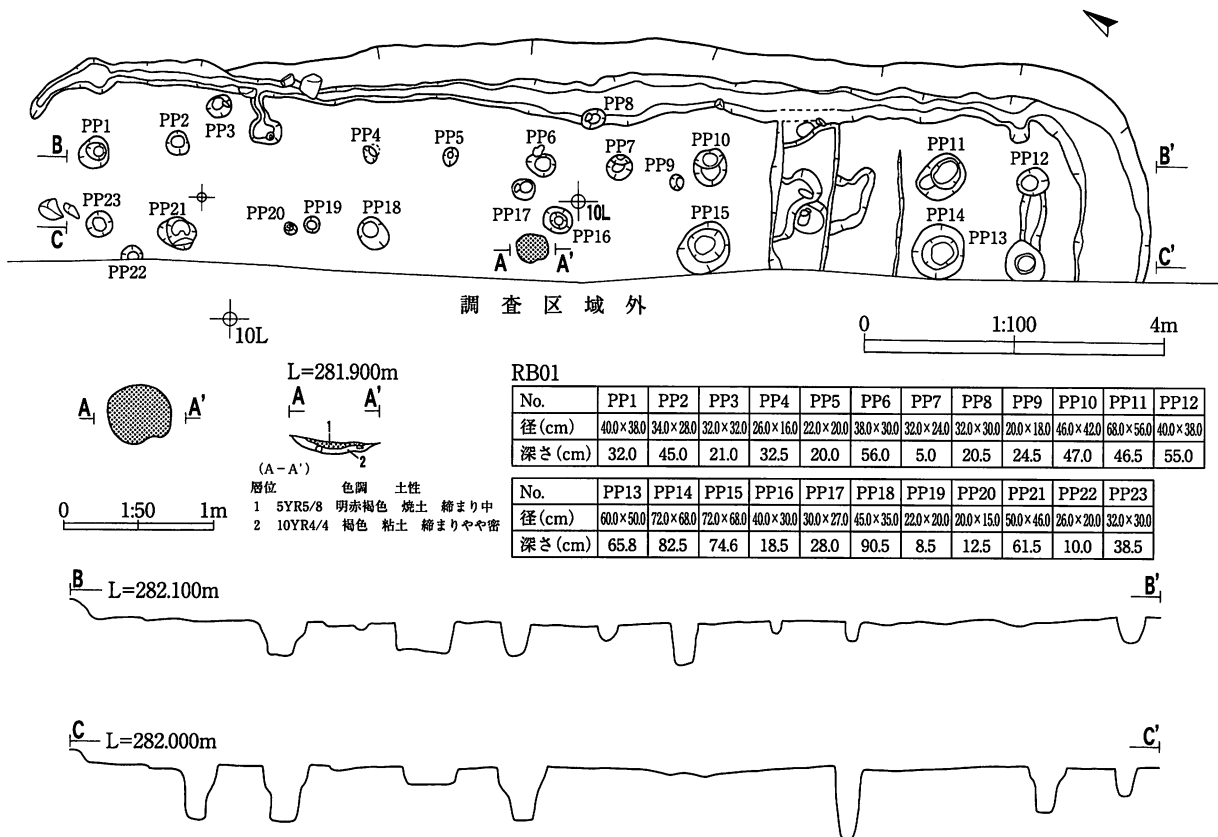 PP8
PP1 PP2 PP3 PP4 PP5 PP6 PP7 PP9 PP10 PP11 PP12
B B'
PP23 PP21 PP20 PP19 PP18 PP17 10L PP16 PP15 PP14 PP13
C C'
PP22 A A'
調査区域外
10L
0 1:100 4m
L=281.900m
A A'
A A'
1
2
(A-A')
層位 色調 土性
1 5YR5/8 明赤褐色 焼土 締まり中
2 10YR4/4 褐色 粘土 締まりやや密
0 1:50 1m
RB01
No. PP1 PP2 PP3 PP4 PP5 PP6 PP7 PP8 PP9 PP10 PP11 PP12
径(cm) 40.0×38.0 34.0×28.0 32.0×32.0 26.0×16.0 22.0×20.0 38.0×30.0 32.0×24.0 32.0×30.0 20.0×18.0 46.0×42.0 68.0×56.0 40.0×38.0
深さ(cm) 32.0 45.0 21.0 32.5 20.0 56.0 5.0 20.5 24.5 47.0 46.5 55.0
No. PP13 PP14 PP15 PP16 PP17 PP18 PP19 PP20 PP21 PP22 PP23
径(cm) 60.0×50.0 72.0×68.0 72.0×68.0 40.0×30.0 30.0×27.0 45.0×35.0 22.0×20.0 20.0×15.0 50.0×46.0 26.0×20.0 32.0×30.0
深さ(cm) 65.8 82.5 74.6 18.5 28.0 90.5 8.5 12.5 61.5 10.0 38.5
B L=282.100m B'
C L=282.000m C'